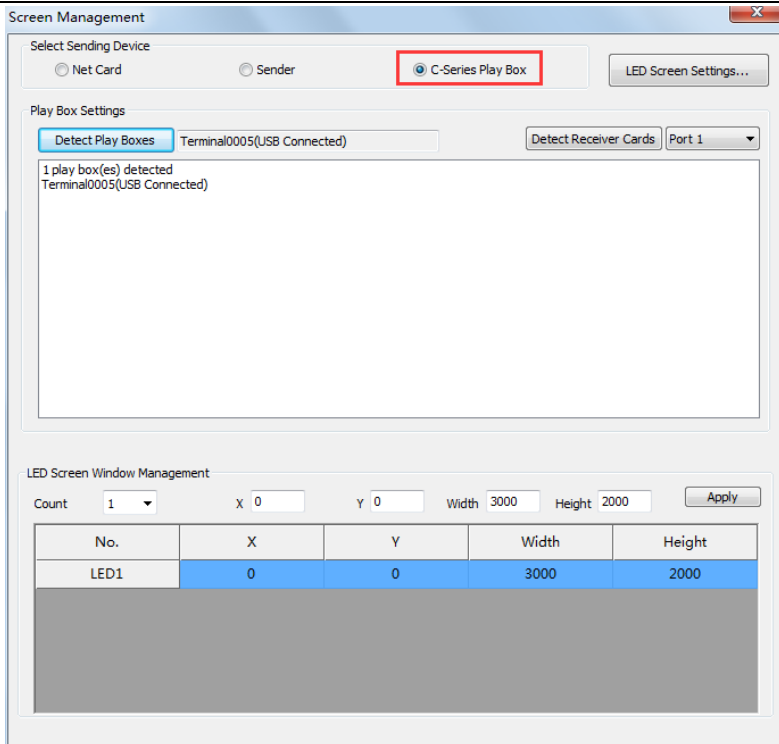 Screen Management
Select Sending Device
Net Card Sender C-Series Play Box LED Screen Settings...
Play Box Settings
Detect Play Boxes Terminal0005(USB Connected) Detect Receiver Cards Port 1
1 play box(es) detected
Terminal0005(USB Connected)
LED Screen Window Management
Count 1 X 0 Y 0 Width 3000 Height 2000 Apply
No. X Y Width Height
LED1 0 0 3000 2000